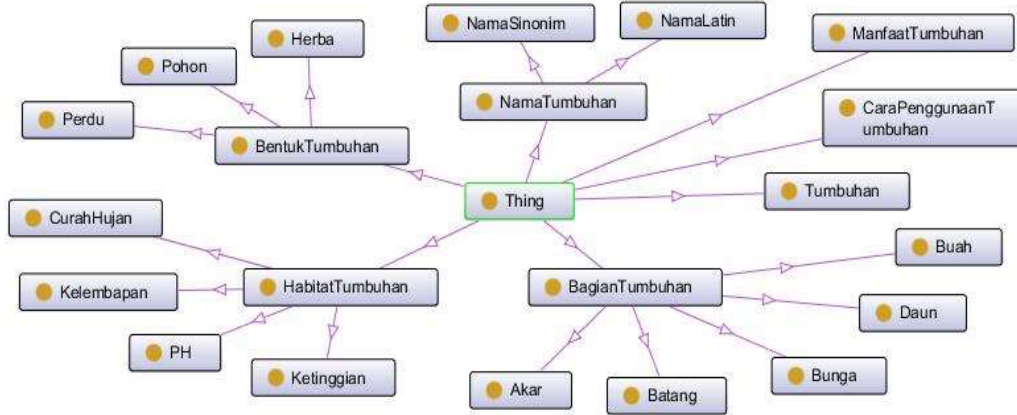 NamaSinonim
NamaLatin
Herba
ManfaatTumbuhan
Pohon
NamaTumbuhan
CaraPenggunaanT
umbuhan
Perdu
BentukTumbuhan
Thing
Tumbuhan
CurahHujan
Buah
Kelembapan
HabitatTumbuhan
BagianTumbuhan
Daun
PH
Ketinggian
Akar
Batang
Bunga